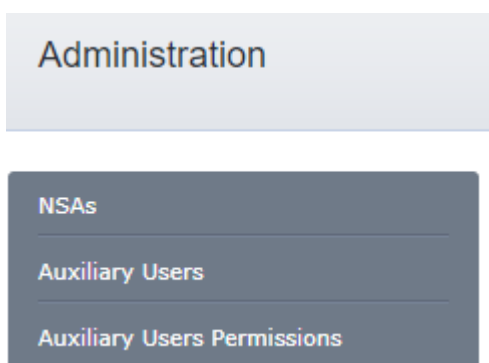 Administration
NSAs
Auxiliary Users
Auxiliary Users Permissions